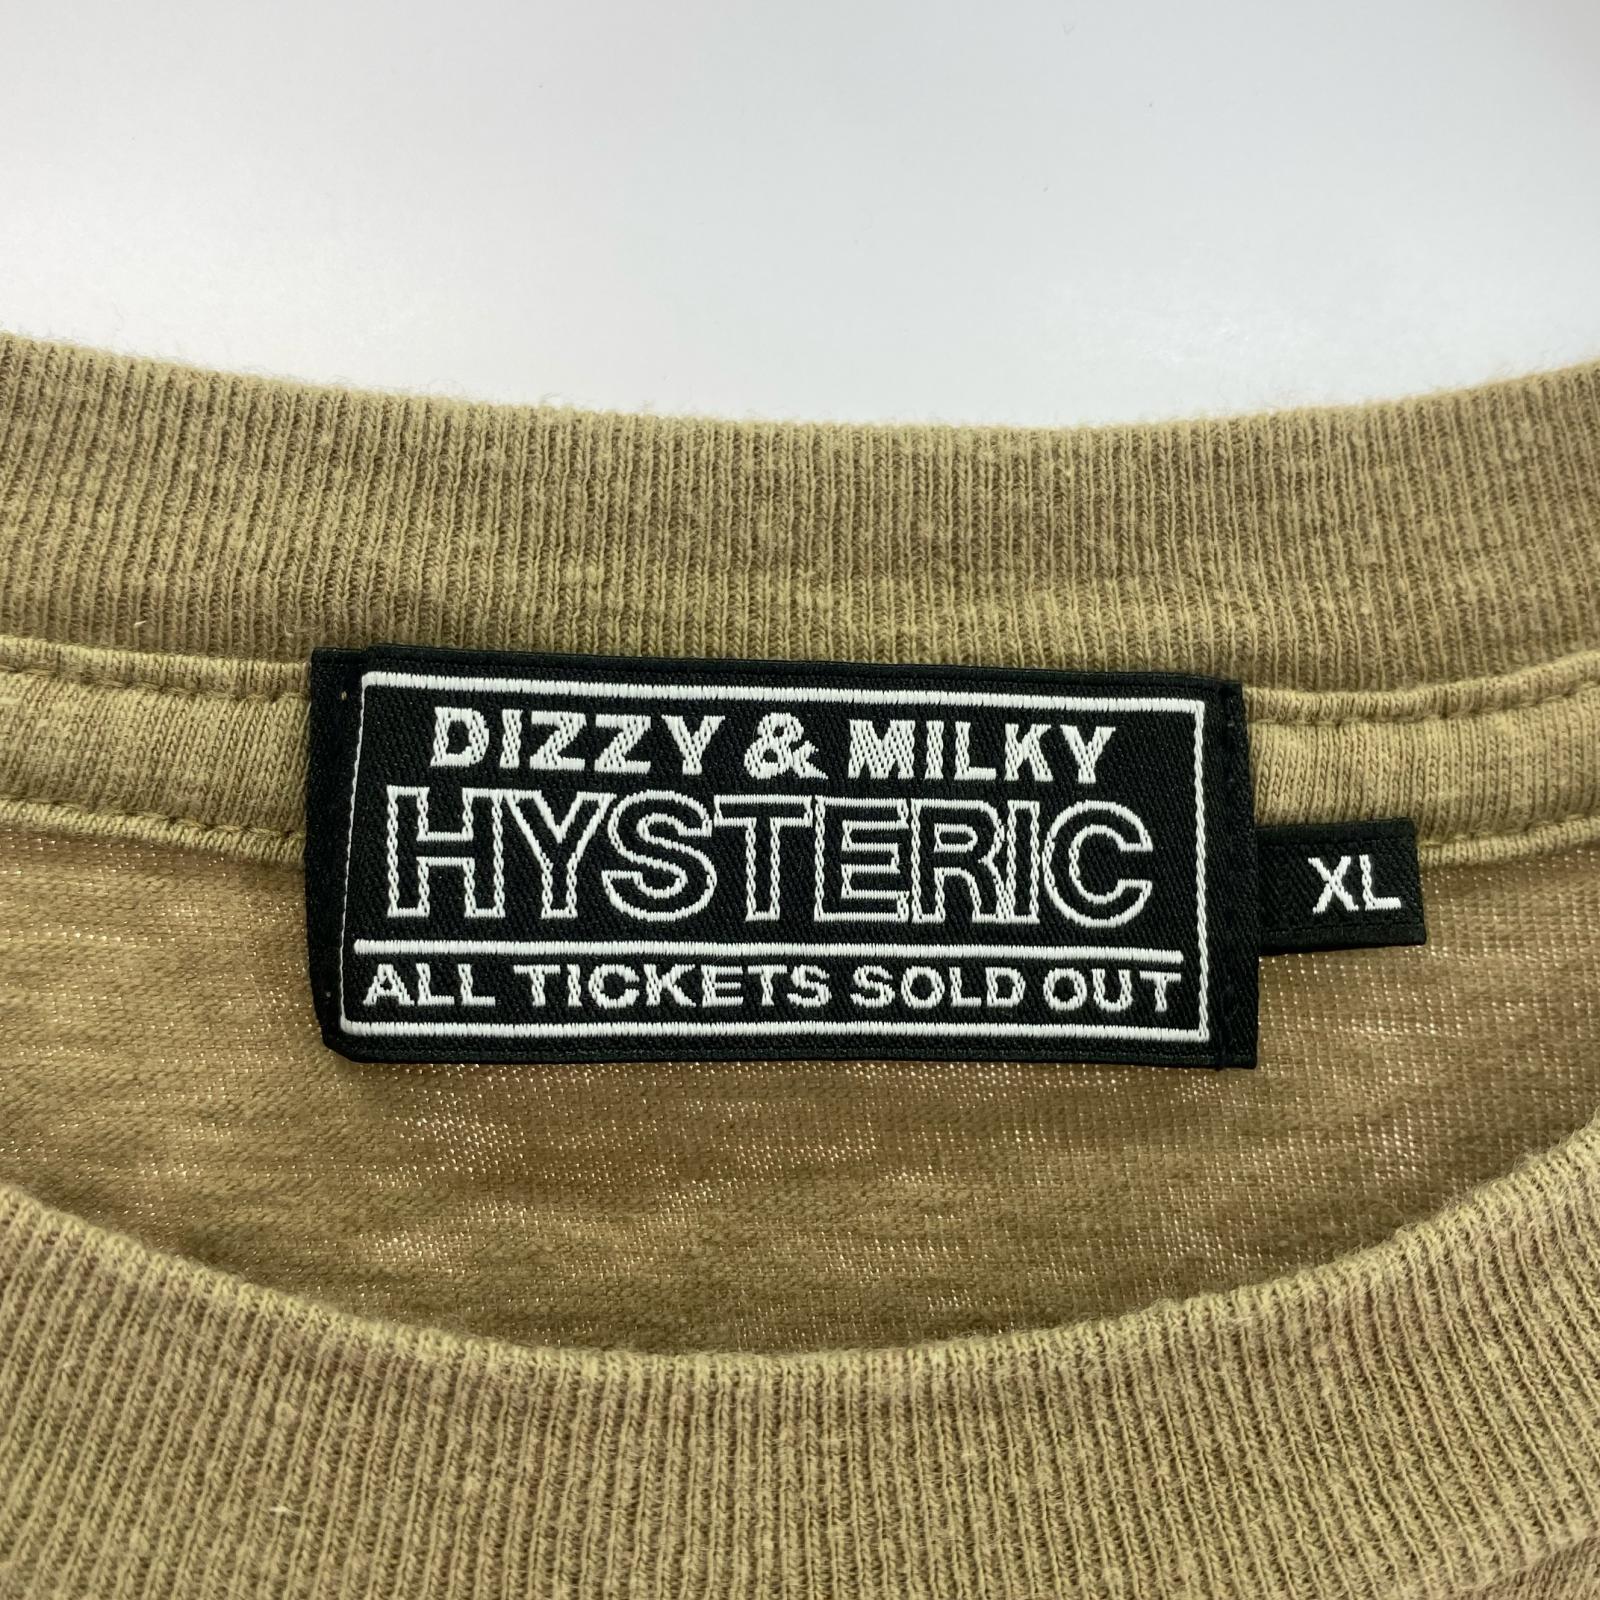 DIZZY & MILKY
HYSTERIC
ALL TICKETS SOLD OUT
XL